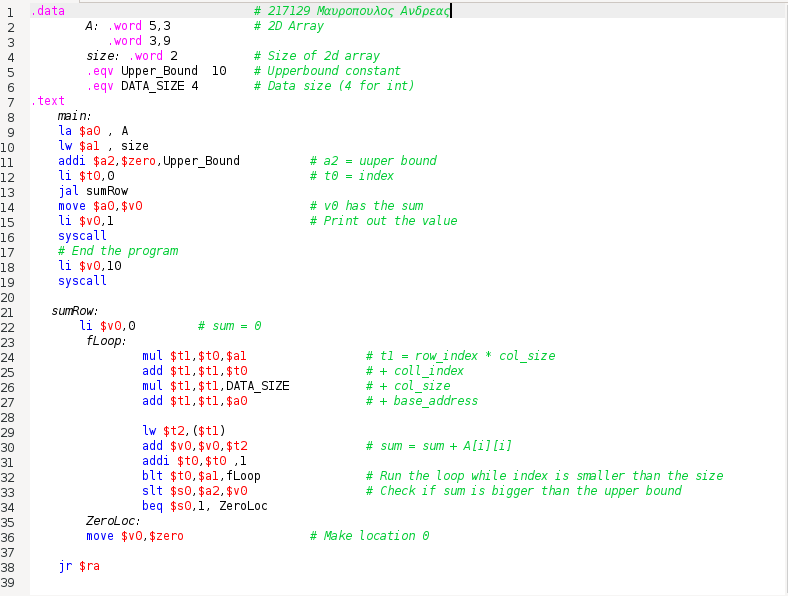 1 .data # 217129 Μαυροπουλος Ανδρεας
2 A: .word 5,3 # 2D Array
3 .word 3,9
4 size: .word 2 # Size of 2d array
5 .eqv Upper_Bound 10 # Upperbound constant
6 .eqv DATA_SIZE 4 # Data size (4 for int)
7 .text
8 main:
9 la $a0 , A
10 lw $a1 , size
11 addi $a2,$zero,Upper_Bound # a2 = uuper bound
12 li $t0,0 # t0 = index
13 jal sumRow
14 move $a0,$v0 # v0 has the sum
15 li $v0,1 # Print out the value
16 syscall
17 # End the program
18 li $v0,10
19 syscall
20
21 sumRow:
22 li $v0,0 # sum = 0
23 fLoop:
24 mul $t1,$t0,$a1 # t1 = row_index * col_size
25 add $t1,$t1,$t0 # + coll_index
26 mul $t1,$t1,DATA_SIZE # + col_size
27 add $t1,$t1,$a0 # + base_address
28
29 lw $t2,($t1)
30 add $v0,$v0,$t2 # sum = sum + A[i][i]
31 addi $t0,$t0 ,1
32 blt $t0,$a1,fLoop # Run the loop while index is smaller than the size
33 slt $s0,$a2,$v0 # Check if sum is bigger than the upper bound
34 beq $s0,1, ZeroLoc
35 ZeroLoc:
36 move $v0,$zero # Make location 0
37
38 jr $ra
39